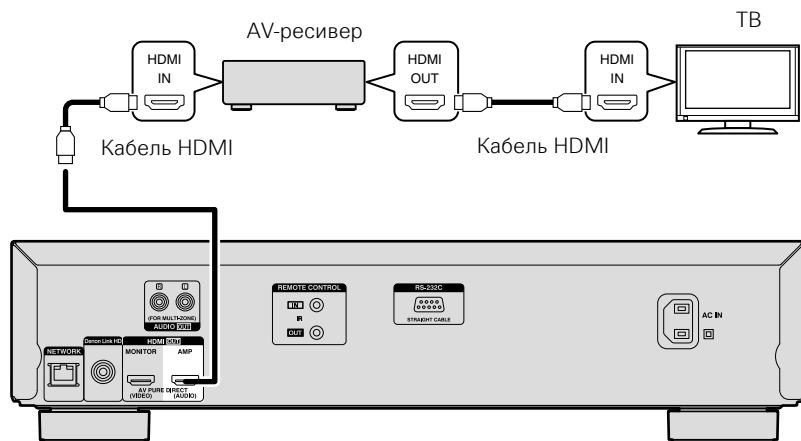 AV-ресивер
ТВ
HDMI
IN
HDMI
OUT
HDMI
IN
Кабель HDMI
Кабель HDMI
R
L
(FOR MULTI-ZONE)
AUDIO OUT
REMOTE CONTROL
IN
IR
OUT
RS-232C
STRAIGHT CABLE
AC IN
NETWORK
Denon Link HD
HDMI OUT
MONITOR
AMP
AV PURE DIRECT
(VIDEO)
(AUDIO)